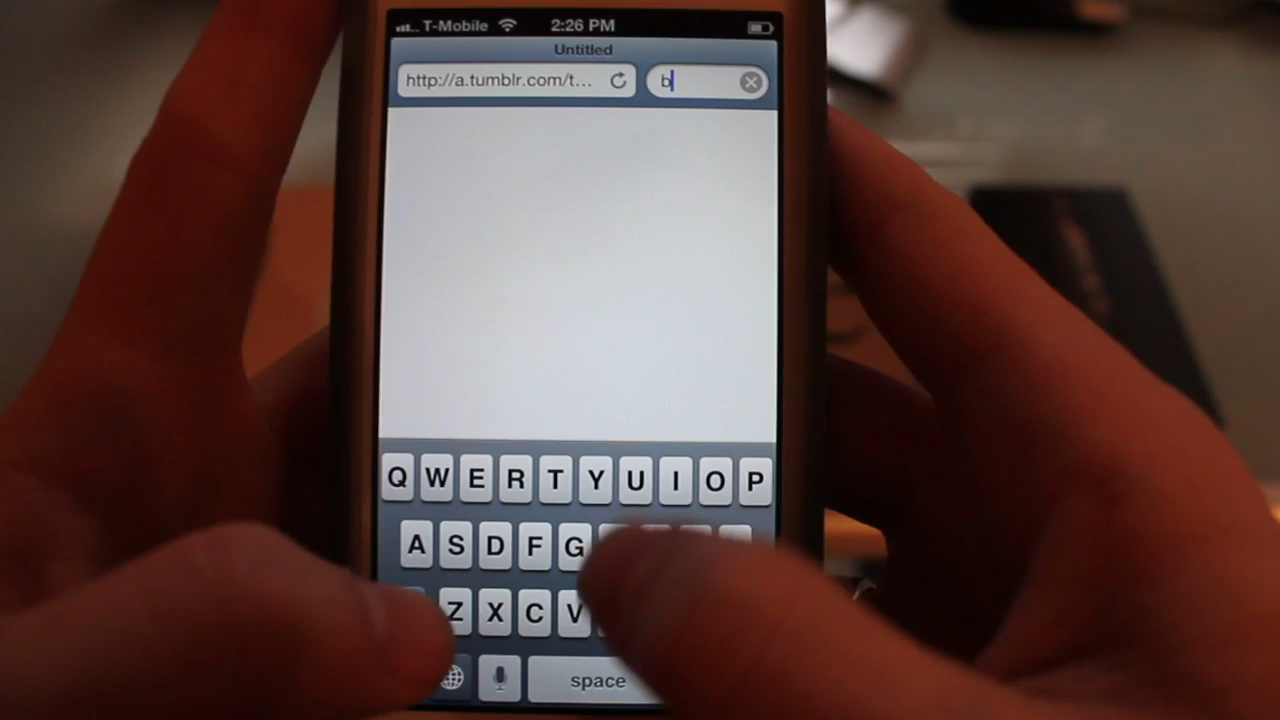 T-Mobile 2:26 PM
Untitled
http://a.tumblr.com/t... b
Q W E R T Y U I O P
A S D F G
Z X C V
space